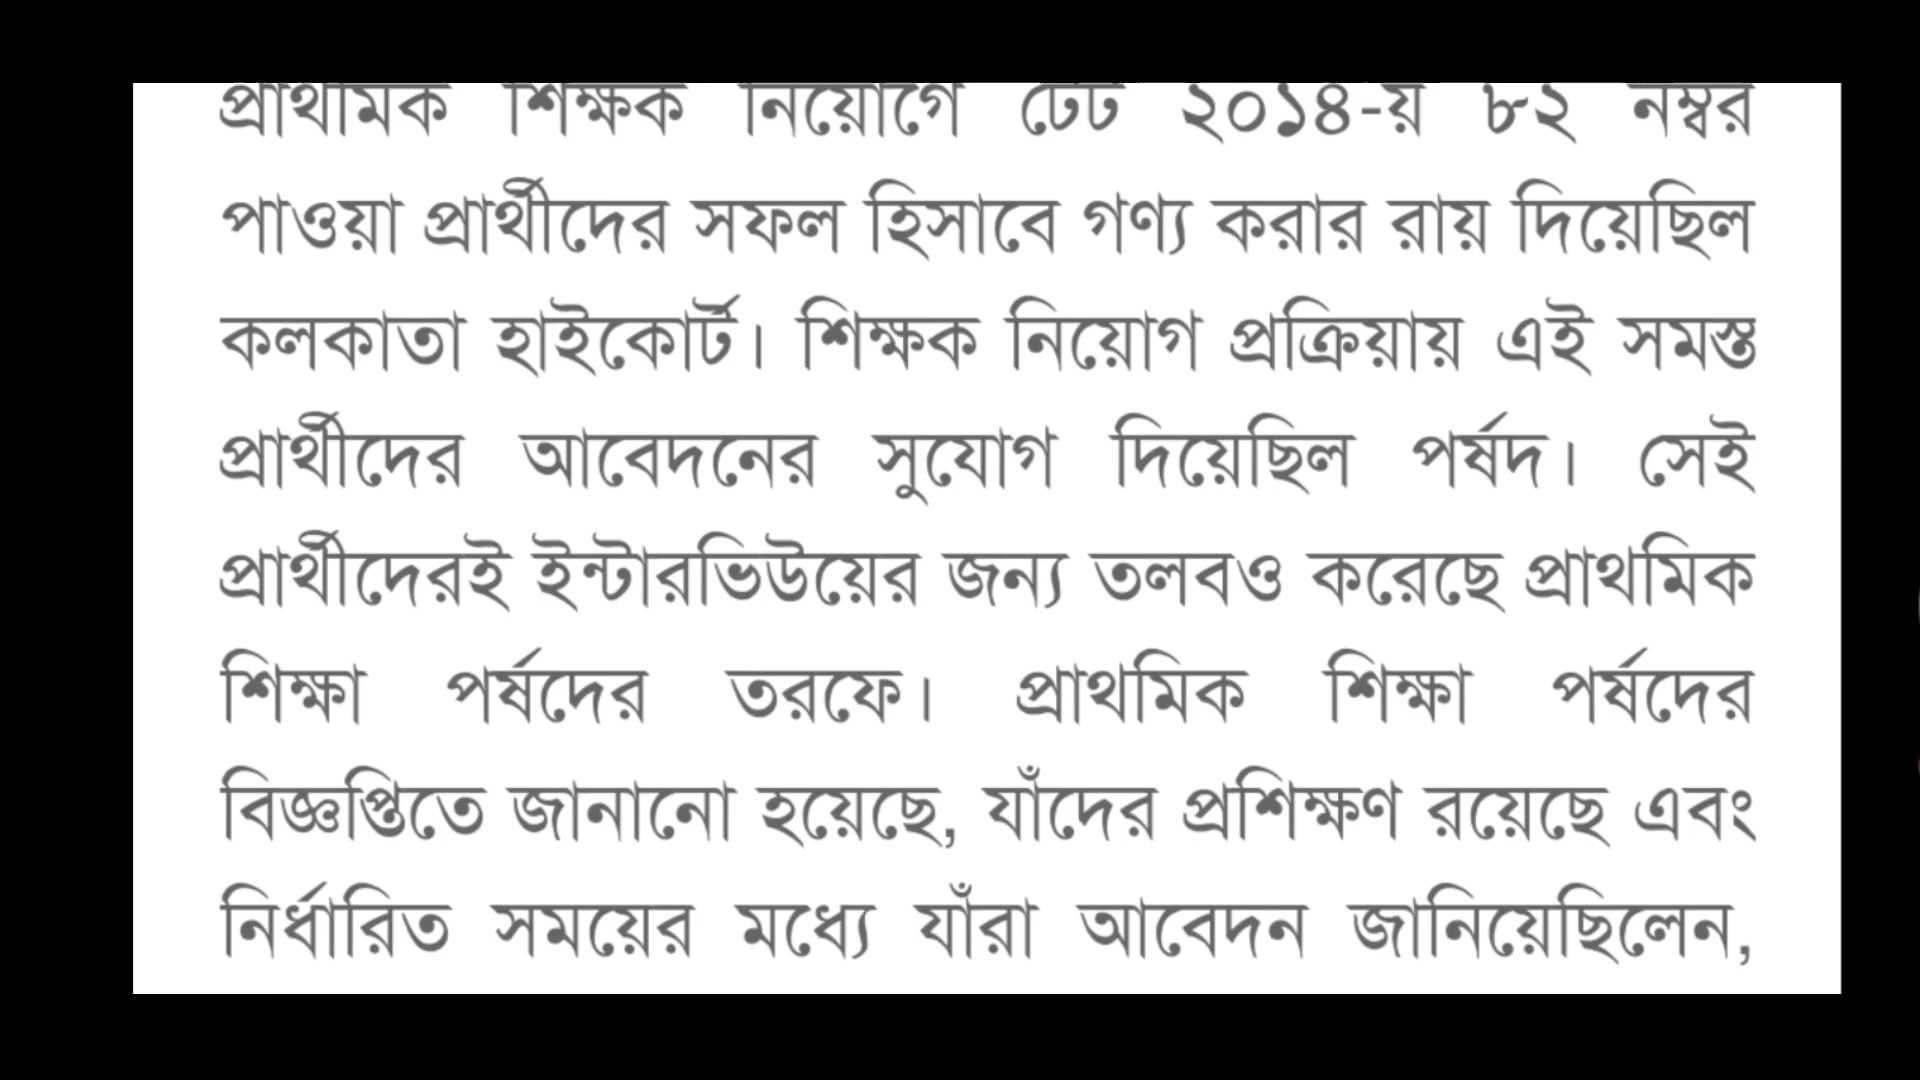 প্রাথমিক শিক্ষক নিয়োগে টেট ২০১৪-য় ৮২ নম্বর
পাওয়া প্রার্থীদের সফল হিসাবে গণ্য করার রায় দিয়েছিল
কলকাতা হাইকোর্ট। শিক্ষক নিয়োগ প্রক্রিয়ায় এই সমস্ত
প্রার্থীদের আবেদনের সুযোগ দিয়েছিল পর্ষদ। সেই
প্রার্থীদেরই ইন্টারভিউয়ের জন্য তলবও করেছে প্রাথমিক
শিক্ষা পর্ষদের তরফে। প্রাথমিক শিক্ষা পর্ষদের
বিজ্ঞপ্তিতে জানানো হয়েছে, যাঁদের প্রশিক্ষণ রয়েছে এবং
নির্ধারিত সময়ের মধ্যে যাঁরা আবেদন জানিয়েছিলেন,